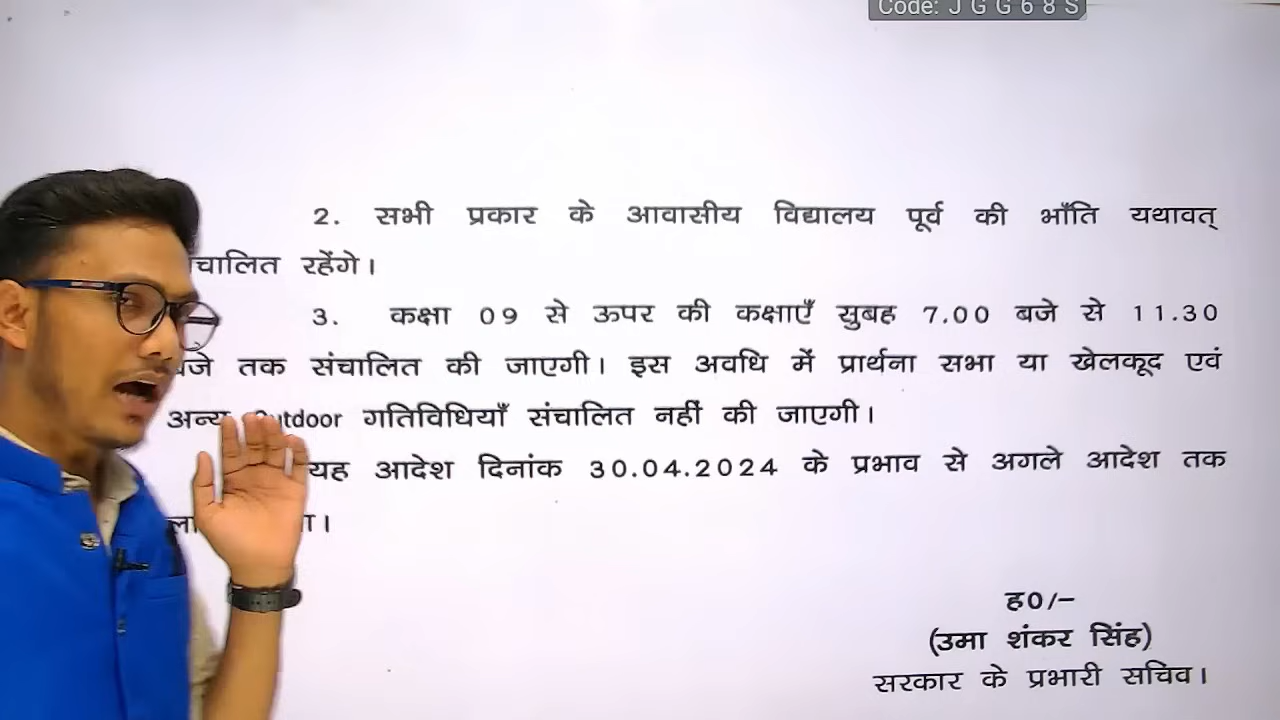 Code: J G G 6 8 S
2. सभी प्रकार के आवासीय विद्यालय पूर्व की भाँति यथावत्
चालित रहेंगे।
3. कक्षा 09 से ऊपर की कक्षाएँ सुबह 7.00 बजे से 11.30
तक संचालित की जाएगी। इस अवधि में प्रार्थना सभा या खेलकूद एवं
अन्य गतिविधियाँ संचालित नहीं की जाएगी।
यह आदेश दिनांक 30.04.2024 के प्रभाव से अगले आदेश तक
ह0/-
(उमा शंकर सिंह)
सरकार के प्रभारी सचिव।